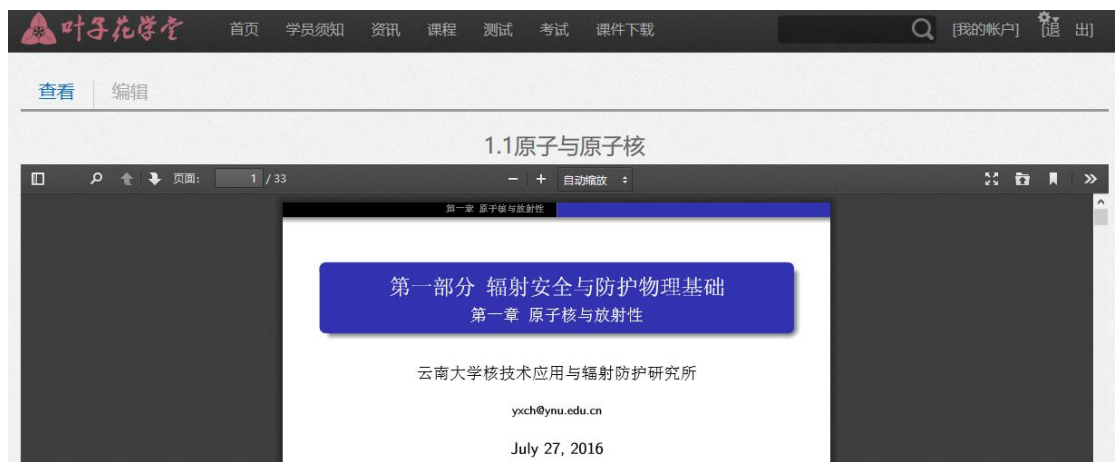 叶子花学堂 首页 学员须知 资讯 课程 测试 考试 课件下载 [我的帐户] [退 出]
查看 编辑
1.1原子与原子核
页面: 1 / 33 − + 自动缩放
第一章 原子核与放射性
第一部分 辐射安全与防护物理基础
第一章 原子核与放射性
云南大学核技术应用与辐射防护研究所
yxch@ynu.edu.cn
July 27, 2016